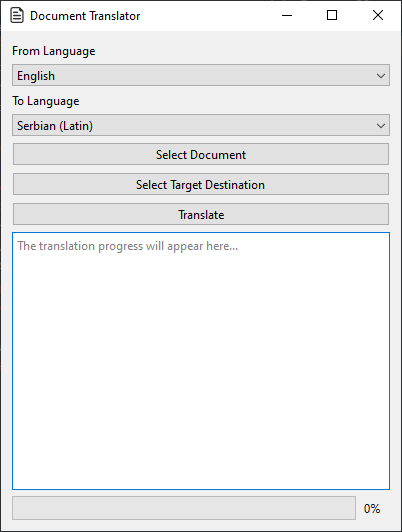 Document Translator
From Language
English
To Language
Serbian (Latin)
Select Document
Select Target Destination
Translate
The translation progress will appear here...
0%